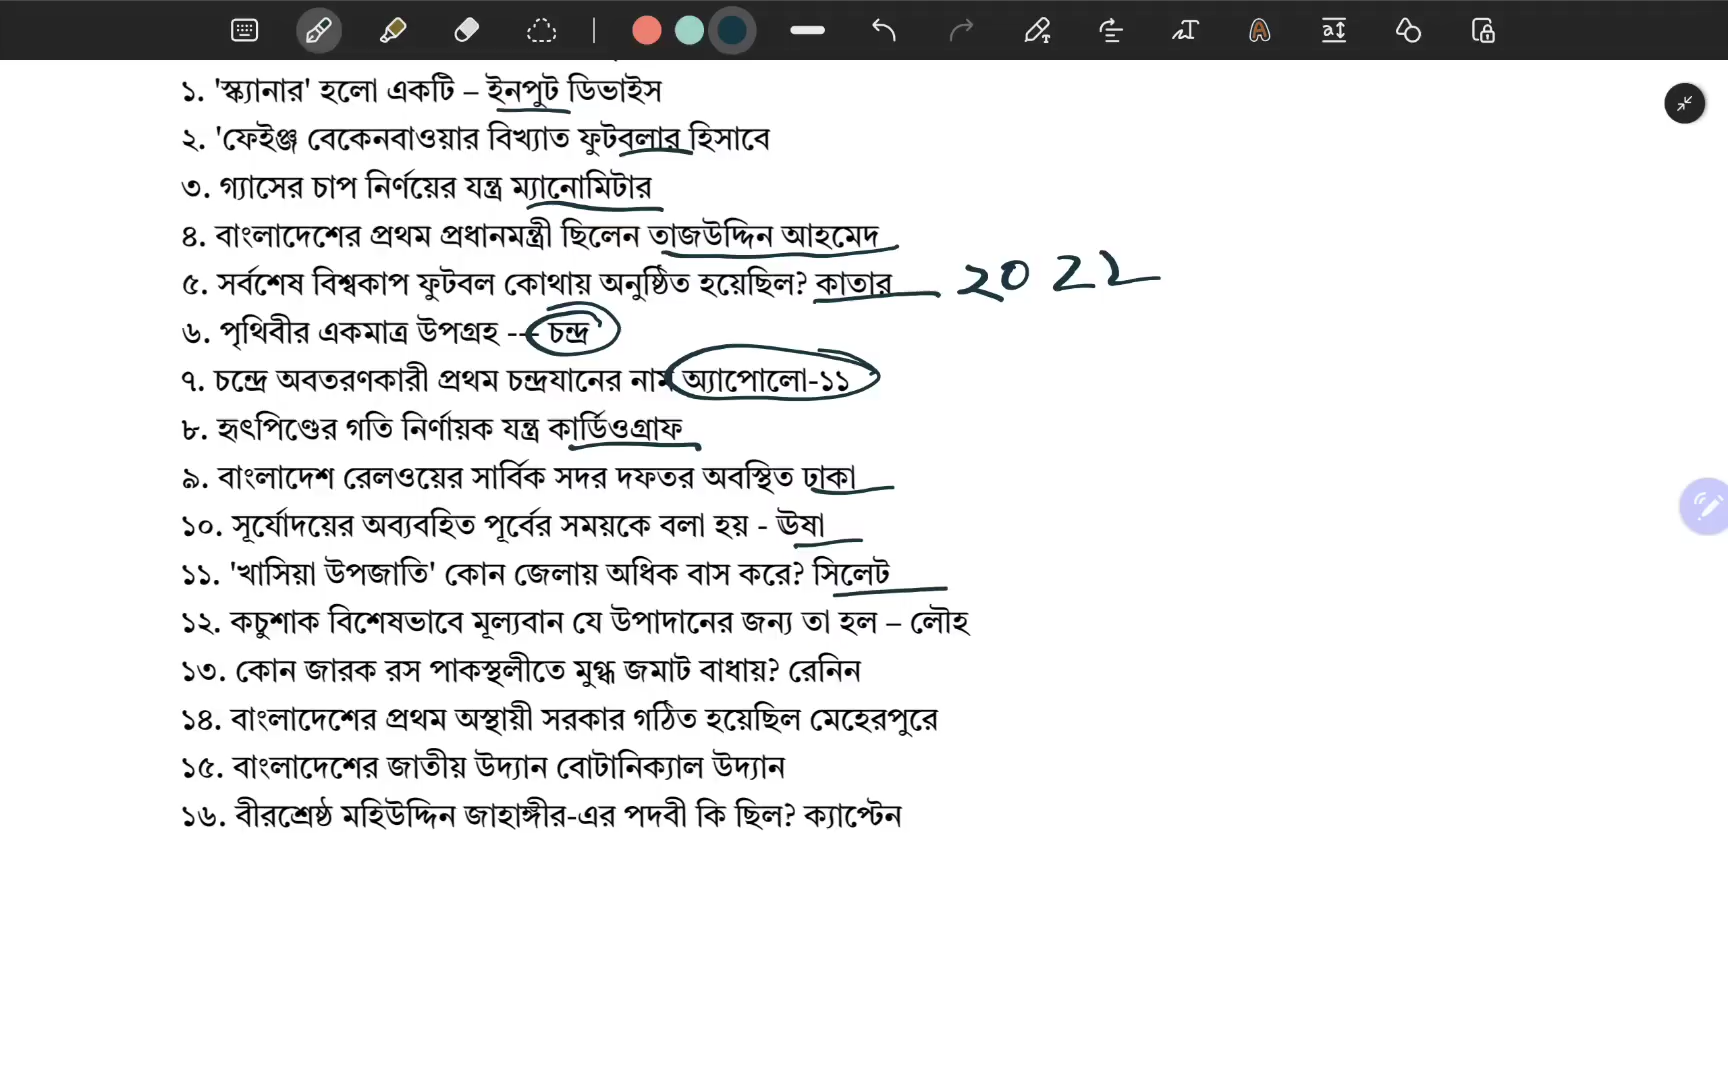 ১. 'স্ক্যানার' হলো একটি – ইনপুট ডিভাইস
২. 'ফেইঞ্জ বেকেনবাওয়ার বিখ্যাত ফুটবলার হিসাবে
৩. গ্যাসের চাপ নির্ণয়ের যন্ত্র ম্যানোমিটার
৪. বাংলাদেশের প্রথম প্রধানমন্ত্রী ছিলেন তাজউদ্দিন আহমেদ
৫. সর্বশেষ বিশ্বকাপ ফুটবল কোথায় অনুষ্ঠিত হয়েছিল? কাতার 2022
৬. পৃথিবীর একমাত্র উপগ্রহ --- চন্দ্র
৭. চন্দ্রে অবতরণকারী প্রথম চন্দ্রযানের নাম অ্যাপোলো-১১
৮. হৃৎপিণ্ডের গতি নির্ণায়ক যন্ত্র কার্ডিওগ্রাফ
৯. বাংলাদেশ রেলওয়ের সার্বিক সদর দফতর অবস্থিত ঢাকা
১০. সূর্যোদয়ের অব্যবহিত পূর্বের সময়কে বলা হয় - ঊষা
১১. 'খাসিয়া উপজাতি' কোন জেলায় অধিক বাস করে? সিলেট
১২. কচুশাক বিশেষভাবে মূল্যবান যে উপাদানের জন্য তা হল – লৌহ
১৩. কোন জারক রস পাকস্থলীতে মুগ্ধ জমাট বাধায়? রেনিন
১৪. বাংলাদেশের প্রথম অস্থায়ী সরকার গঠিত হয়েছিল মেহেরপুরে
১৫. বাংলাদেশের জাতীয় উদ্যান বোটানিক্যাল উদ্যান
১৬. বীরশ্রেষ্ঠ মহিউদ্দিন জাহাঙ্গীর-এর পদবী কি ছিল? ক্যাপ্টেন